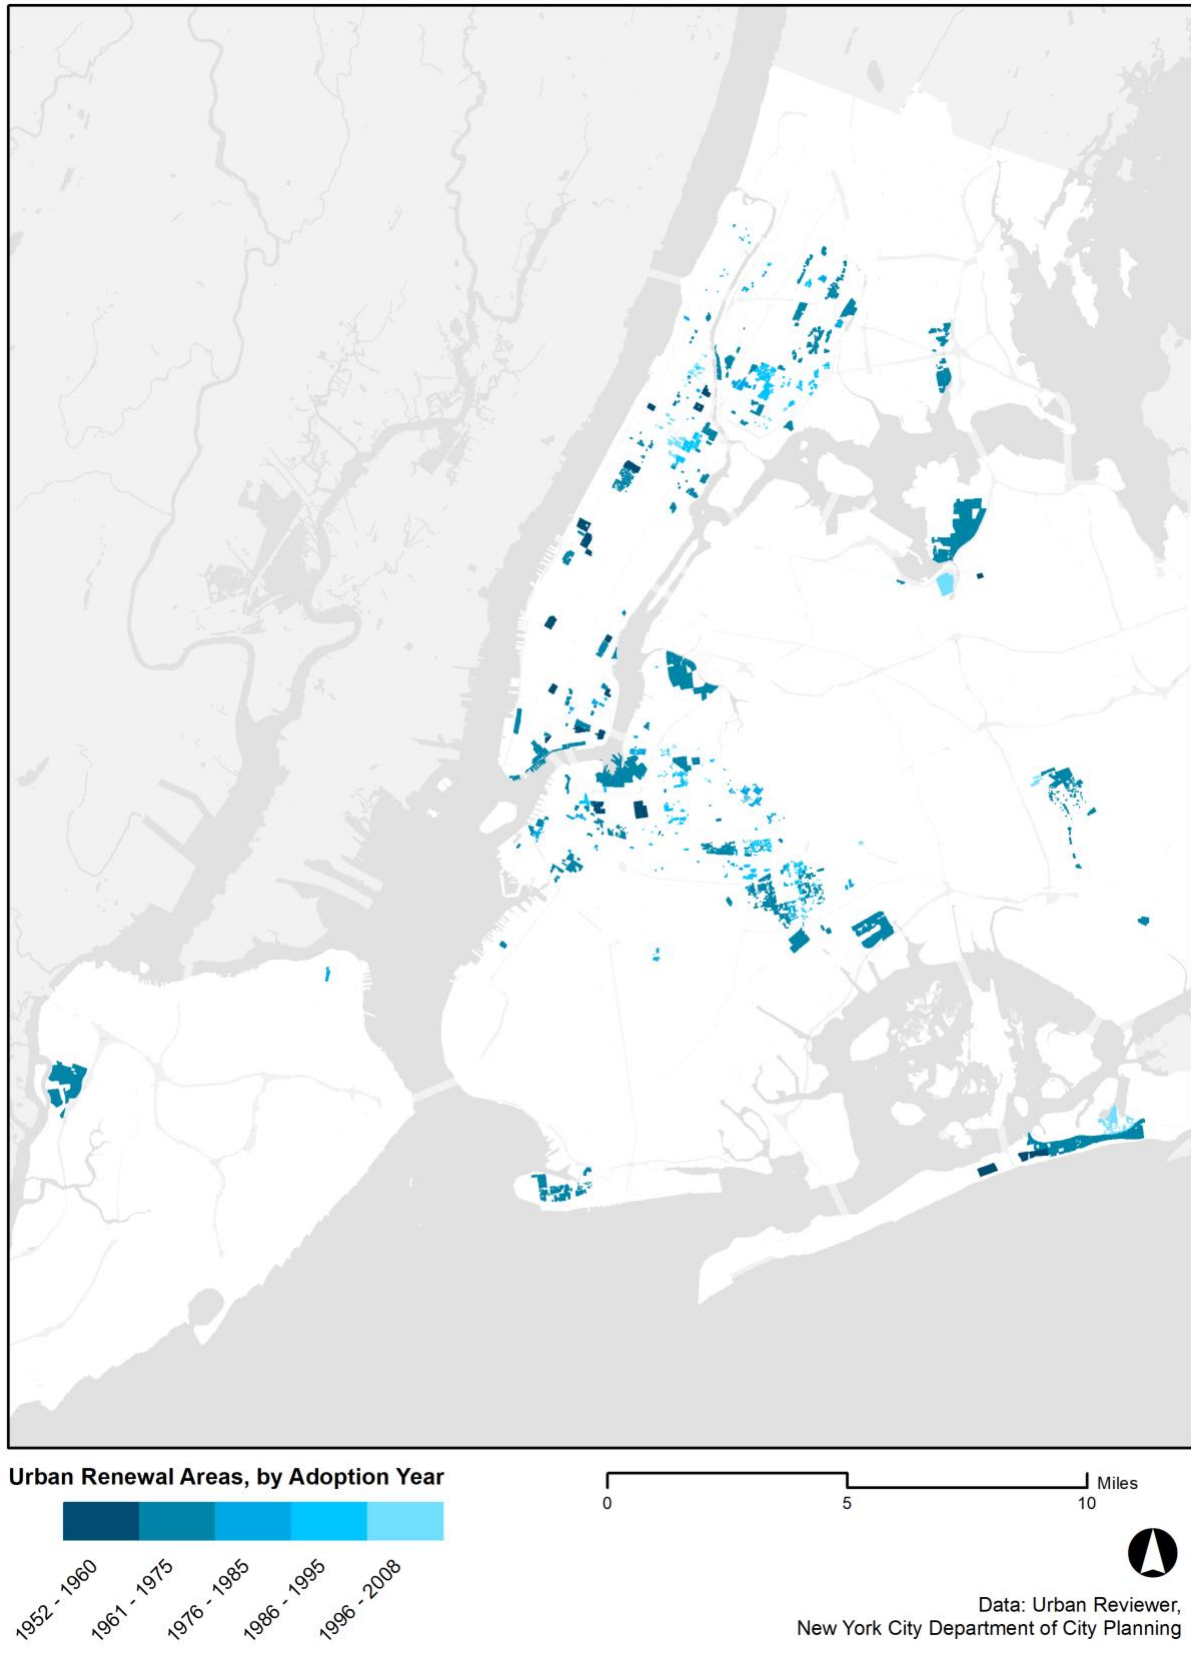 Urban Renewal Areas, by Adoption Year
1952 - 1960
1961 - 1975
1976 - 1985
1986 - 1995
1996 - 2008
0
5
10
Miles
Data: Urban Reviewer,
New York City Department of City Planning